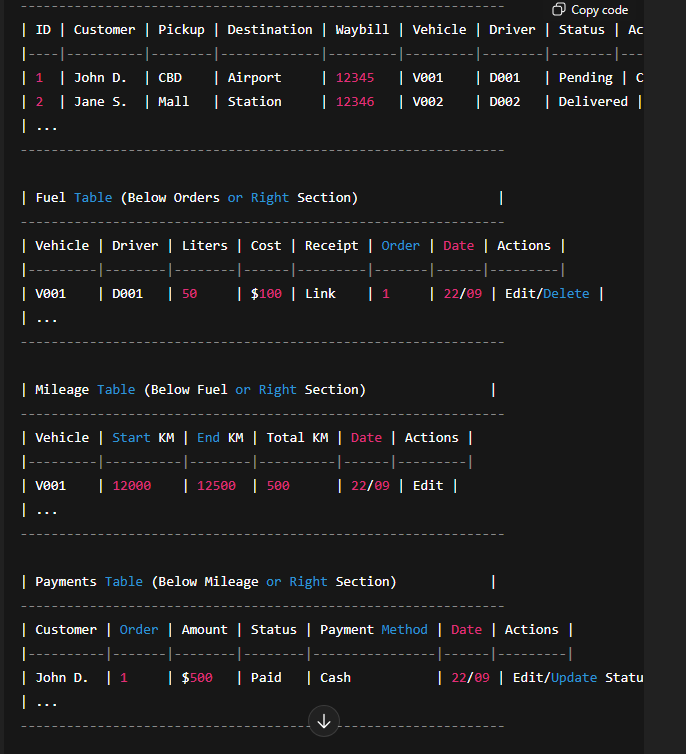 Copy code
------------------------------------------------------------
| ID | Customer | Pickup | Destination | Waybill | Vehicle | Driver | Status | Ac
|----|----------|--------|-------------|---------|---------|--------|--------|---
| 1  | John D.  | CBD    | Airport     | 12345   | V001    | D001   | Pending | C
| 2  | Jane S.  | Mall   | Station     | 12346   | V002    | D002   | Delivered |
| ...
---------------------------------------------------------------
| Fuel Table (Below Orders or Right Section)                  |
---------------------------------------------------------------
| Vehicle | Driver | Liters | Cost | Receipt | Order | Date | Actions |
|---------|--------|--------|------|---------|-------|------|---------|
| V001    | D001   | 50     | $100 | Link    | 1     | 22/09 | Edit/Delete |
| ...
---------------------------------------------------------------
| Mileage Table (Below Fuel or Right Section)                |
---------------------------------------------------------------
| Vehicle | Start KM | End KM | Total KM | Date | Actions |
|---------|----------|--------|----------|------|---------|
| V001    | 12000    | 12500  | 500      | 22/09 | Edit |
| ...
---------------------------------------------------------------
| Payments Table (Below Mileage or Right Section)            |
---------------------------------------------------------------
| Customer | Order | Amount | Status | Payment Method | Date | Actions |
|----------|-------|--------|--------|----------------|------|---------|
| John D.  | 1     | $500   | Paid   | Cash           | 22/09 | Edit/Update Statu
| ...
---------------------------------------------------------------